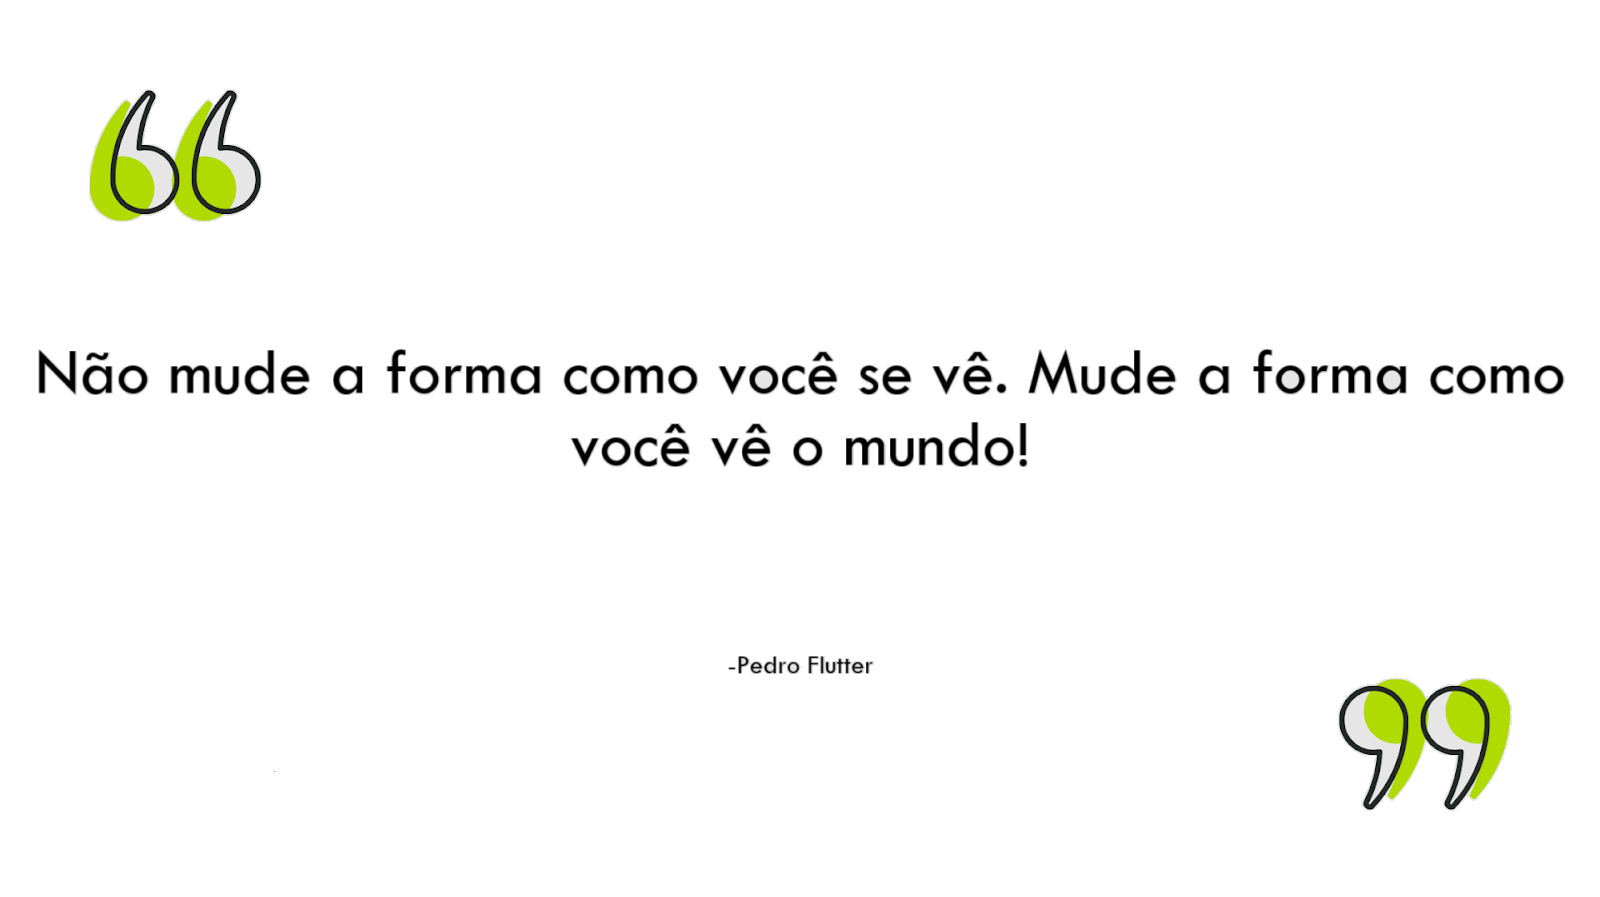 Não mude a forma como você se vê. Mude a forma como
você vê o mundo!
-Pedro Flutter